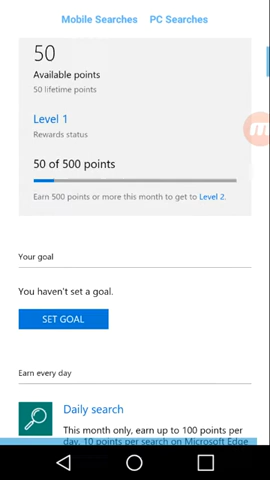 Mobile Searches PC Searches
50
Available points
50 lifetime points
Level 1
Rewards status
50 of 500 points
Earn 500 points or more this month to get to Level 2.
Your goal
You haven't set a goal.
SET GOAL
Earn every day
Daily search
This month only, earn up to 100 points per
day. 10 points per search on Microsoft Edge